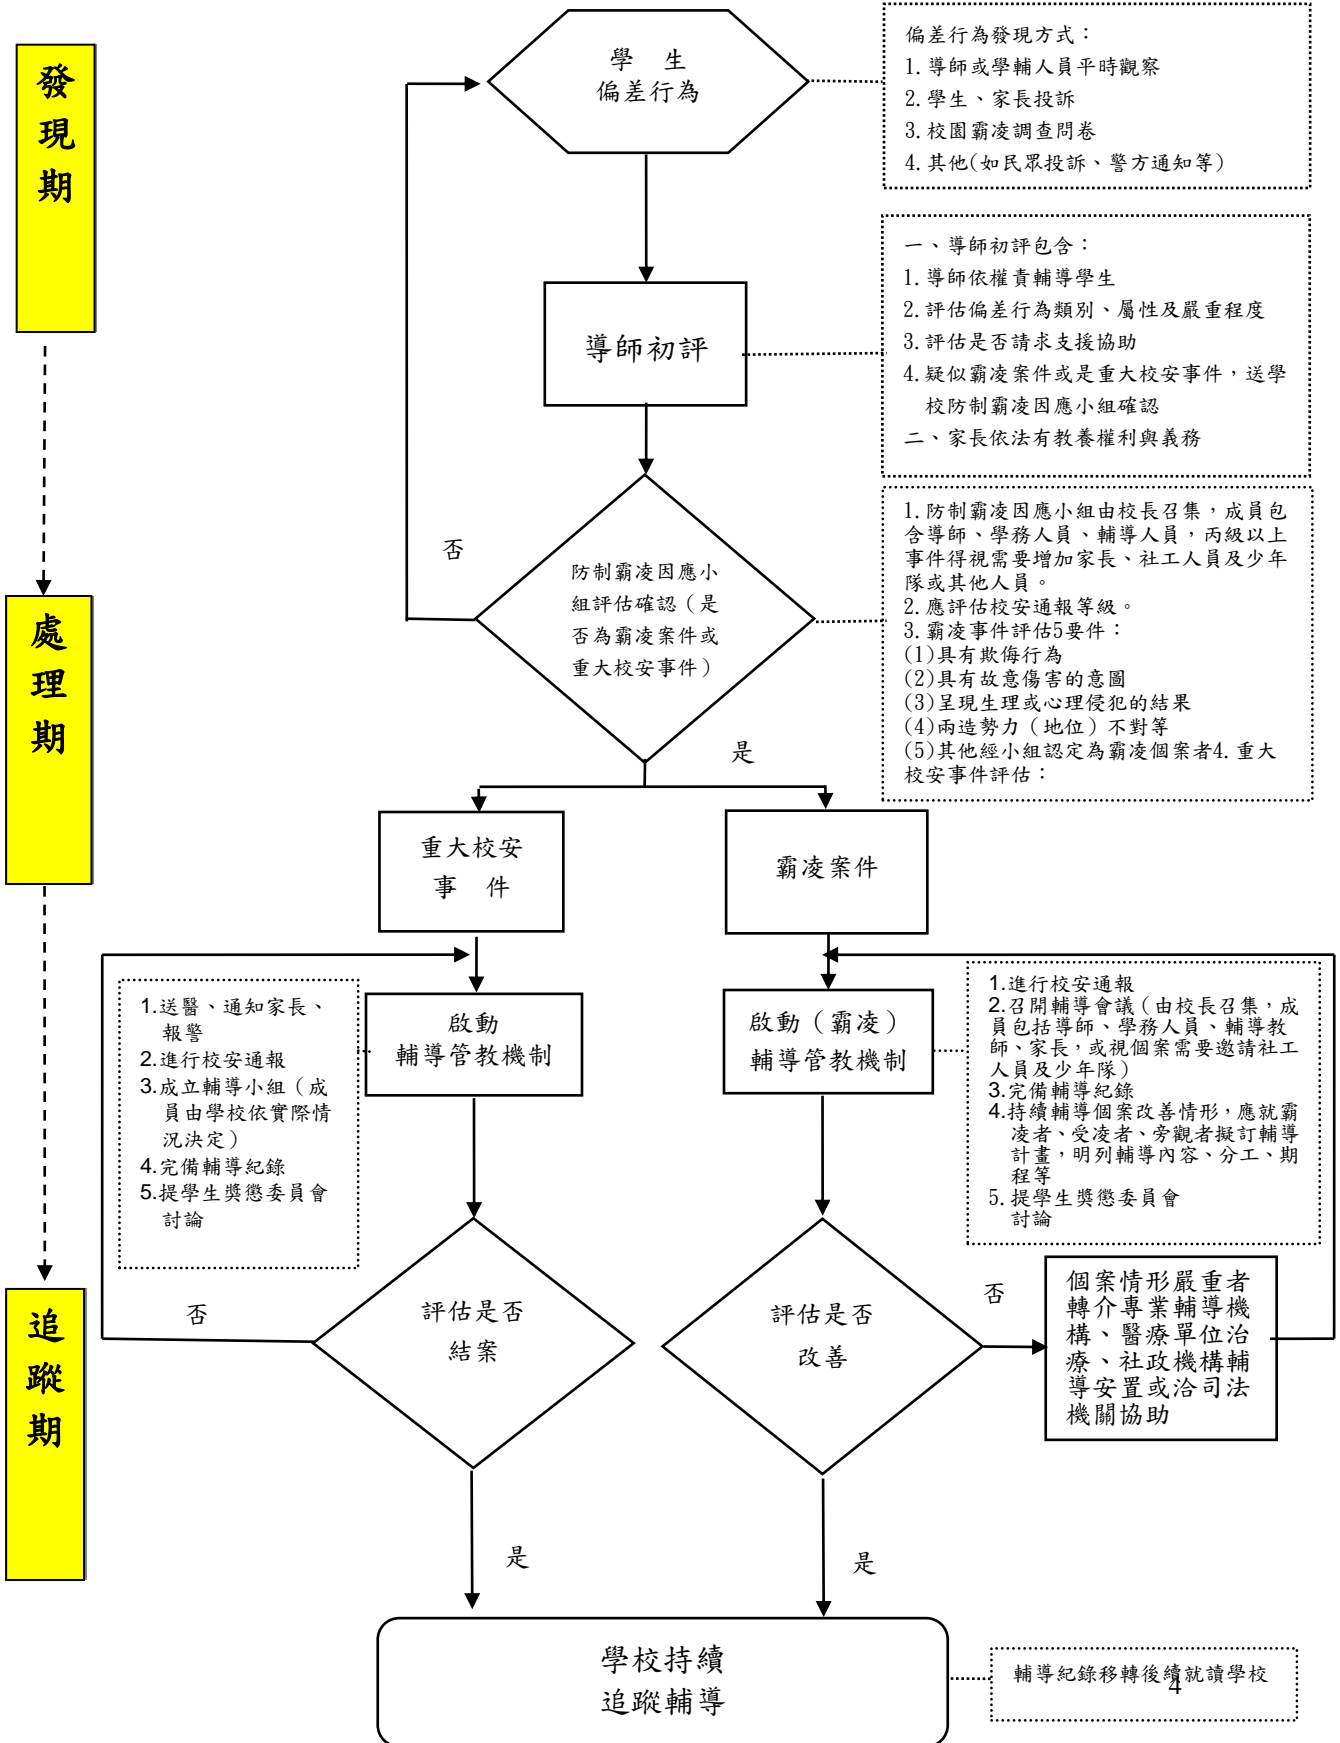 發
現
期
學　生
偏差行為
偏差行為發現方式：
1.導師或學輔人員平時觀察
2.學生、家長投訴
3.校園霸凌調查問卷
4.其他(如民眾投訴、警方通知等)
導師初評
一、導師初評包含：
1.導師依權責輔導學生
2.評估偏差行為類別、屬性及嚴重程度
3.評估是否請求支援協助
4.疑似霸凌案件或是重大校安事件，送學
校防制霸凌因應小組確認
二、家長依法有教養權利與義務
否
防制霸凌因應小
組評估確認（是
否為霸凌案件或
重大校安事件）
是
1.防制霸凌因應小組由校長召集，成員包
含導師、學務人員、輔導人員，丙級以上
事件得視需要增加家長、社工人員及少年
隊或其他人員。
2.應評估校安通報等級。
3.霸凌事件評估5要件：
(1)具有欺侮行為
(2)具有故意傷害的意圖
(3)呈現生理或心理侵犯的結果
(4)兩造勢力（地位）不對等
(5)其他經小組認定為霸凌個案者4.重大
校安事件評估：
處
理
期
重大校安
事　件
霸凌案件
1.送醫、通知家長、
報警
2.進行校安通報
3.成立輔導小組（成
員由學校依實際情
況決定）
4.完備輔導紀錄
5.提學生獎懲委員會
討論
啟動
輔導管教機制
啟動（霸凌）
輔導管教機制
1.進行校安通報
2.召開輔導會議（由校長召集，成
員包括導師、學務人員、輔導教
師、家長，或視個案需要邀請社工
人員及少年隊）
3.完備輔導紀錄
4.持續輔導個案改善情形，應就霸
凌者、受凌者、旁觀者擬訂輔導
計畫，明列輔導內容、分工、期
程等
5.提學生獎懲委員會
討論
追
蹤
期
否
評估是否
結案
是
評估是否
改善
否
是
個案情形嚴重者
轉介專業輔導機
構、醫療單位治
療、社政機構輔
導安置或洽司法
機關協助
學校持續
追蹤輔導
輔導紀錄移轉後續就讀學校
4